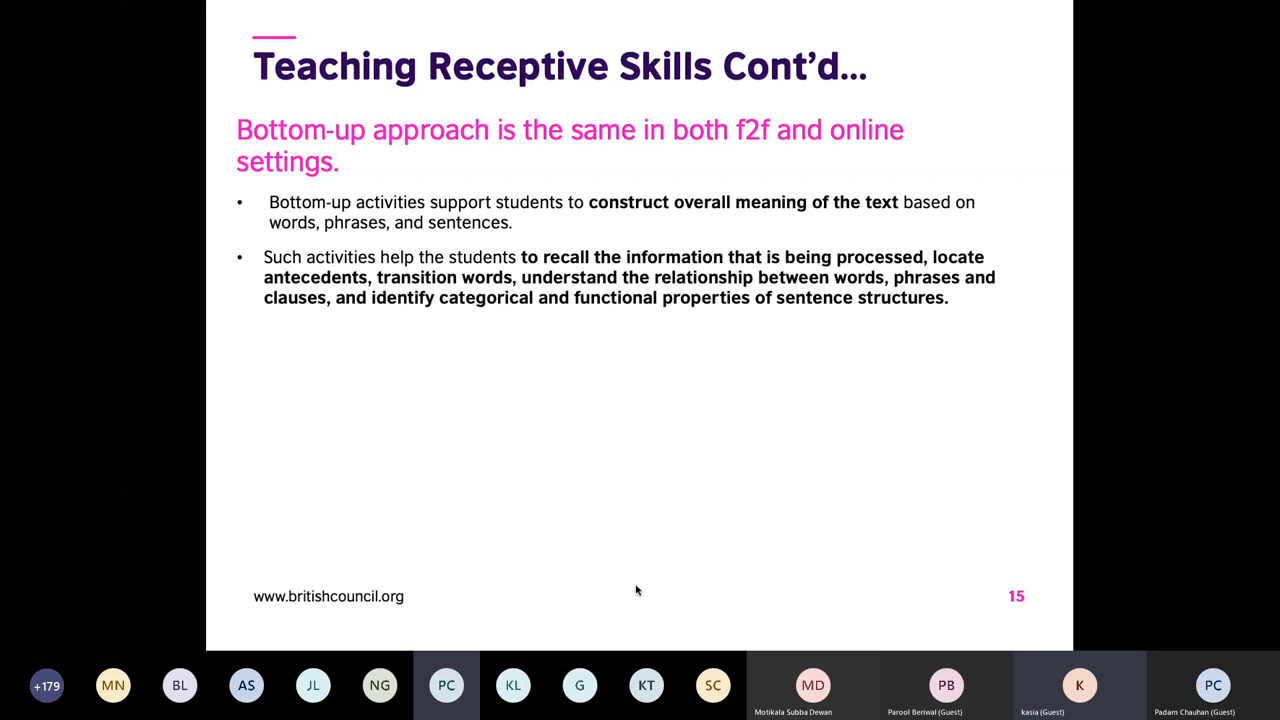 Teaching Receptive Skills Cont’d...
Bottom-up approach is the same in both f2f and online
settings.
• Bottom-up activities support students to construct overall meaning of the text based on
words, phrases, and sentences.
• Such activities help the students to recall the information that is being processed, locate
antecedents, transition words, understand the relationship between words, phrases and
clauses, and identify categorical and functional properties of sentence structures.
www.britishcouncil.org
15
+179 MN BL AS JL NG PC KL G KT SC MD PB K PC
Motikala Subba Dewan Parool Beriwal (Guest) kasia (Guest) Padam Chauhan (Guest)